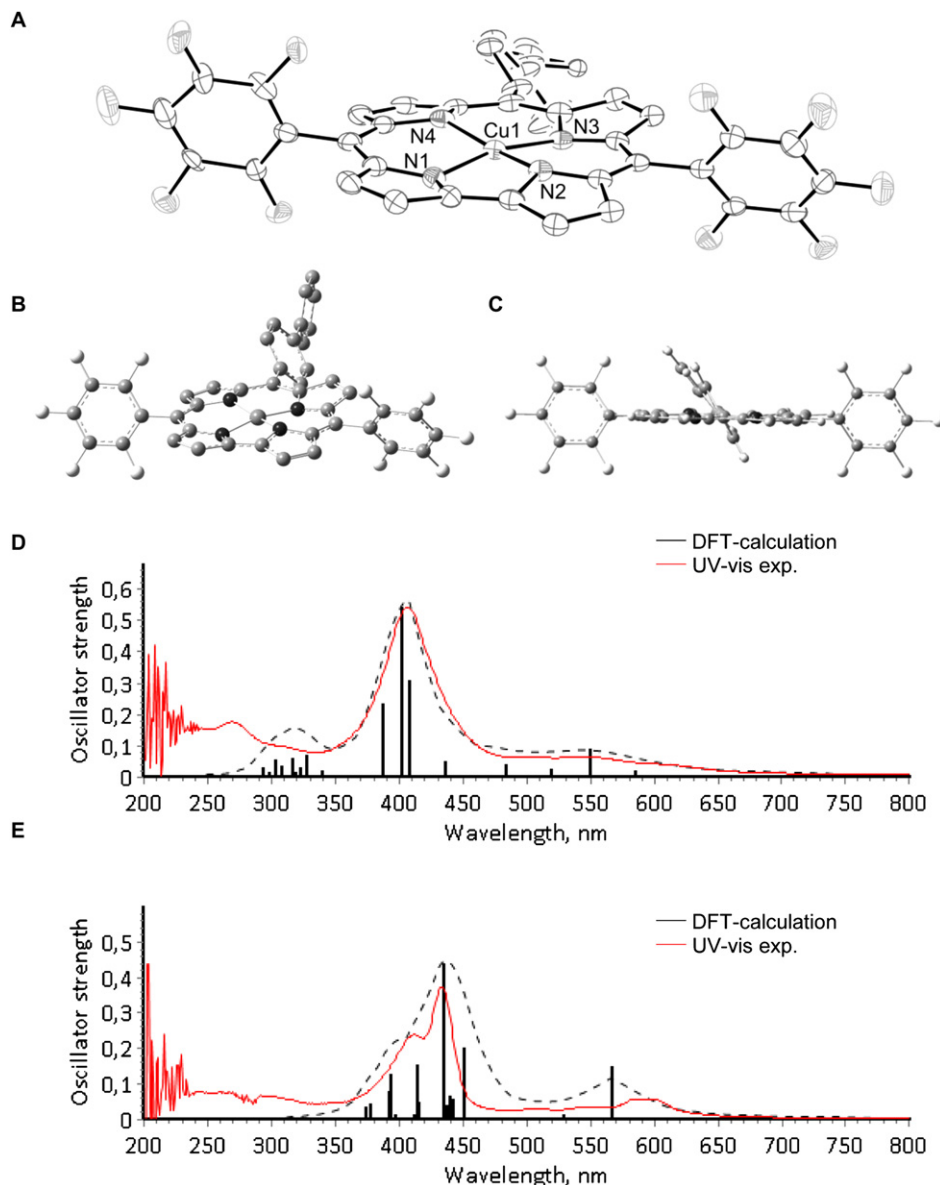 A
Cu1
N3
N4
N1
N2
B
C
D
DFT-calculation
UV-vis exp.
Oscillator strength
0,6
0,5
0,4
0,3
0,2
0,1
0
200 250 300 350 400 450 500 550 600 650 700 750 800
Wavelength, nm
E
DFT-calculation
UV-vis exp.
Oscillator strength
0,5
0,4
0,3
0,2
0,1
0
200 250 300 350 400 450 500 550 600 650 700 750 800
Wavelength, nm